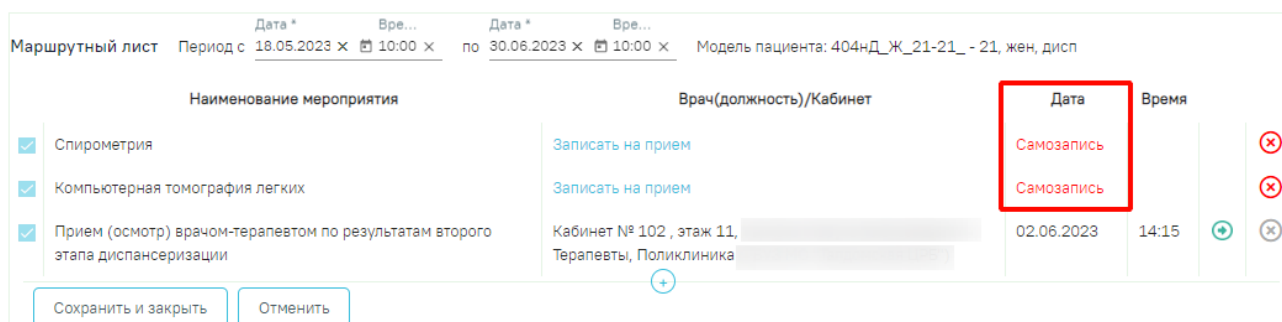 Дата * Вре... Дата * Вре...
Маршрутный лист Период с 18.05.2023 10:00 по 30.06.2023 10:00 Модель пациента: 404нД_Ж_21-21_ - 21, жен, дисп
Наименование мероприятия Врач(должность)/Кабинет Дата Время
Спирометрия Записать на прием Самозапись
Компьютерная томография легких Записать на прием Самозапись
Прием (осмотр) врачом-терапевтом по результатам второго Кабинет № 102 , этаж 11, 02.06.2023 14:15
этапа диспансеризации Терапевты, Поликлиника
Сохранить и закрыть Отменить